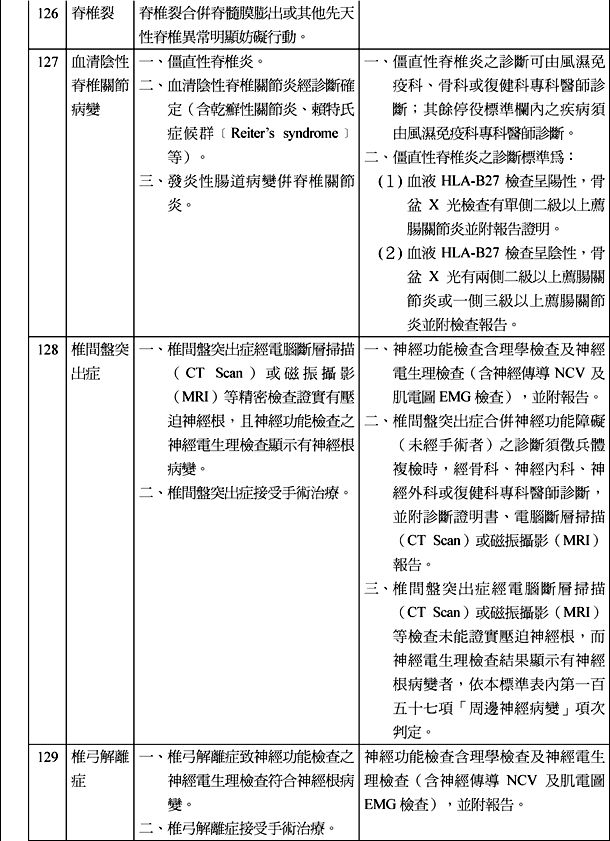 126 脊椎裂 脊椎裂合併脊髓膜膨出或其他先天
性脊椎異常明顯妨礙行動。
127
血清陰性
脊椎關節
病變
一、僵直性脊椎炎。
二、血清陰性脊椎關節炎經診斷確
定（含乾癬性關節炎、賴特氏
症候群〔Reiter's syndrome〕
等）。
三、發炎性腸道病變併脊椎關節
炎。
一、僵直性脊椎炎之診斷可由風濕免
疫科、骨科或復健科專科醫師診
斷；其餘停役標準欄內之疾病須
由風濕免疫科專科醫師診斷。
二、僵直性脊椎炎之診斷標準為：
(1) 血液 HLA-B27 檢查呈陽性，骨
盆 X 光檢查有單側二級以上薦
腸關節炎並附報告證明。
(2) 血液 HLA-B27 檢查呈陰性，骨
盆 X 光有兩側二級以上薦腸關
節炎或一側三級以上薦腸關節
炎並附檢查報告。
128
椎間盤突
出症
一、椎間盤突出症經電腦斷層掃描
（CT Scan）或磁振攝影
（MRI）等精密檢查證實有壓
迫神經根，且神經功能檢查之
神經電生理檢查顯示有神經根
病變。
二、椎間盤突出症接受手術治療。
一、神經功能檢查含理學檢查及神經
電生理檢查（含神經傳導 NCV 及
肌電圖 EMG 檢查），並附報告。
二、椎間盤突出症合併神經功能障礙
（未經手術者）之診斷須徵兵體
複檢時，經骨科、神經內科、神
經外科或復健科專科醫師診斷，
並附診斷證明書、電腦斷層掃描
（CT Scan）或磁振攝影（MRI）
報告。
三、椎間盤突出症經電腦斷層掃描
（CT Scan）或磁振攝影（MRI）
等檢查未能證實壓迫神經根，而
神經電生理檢查結果顯示有神經
根病變者，依本標準表內第一百
五十七項「周邊神經病變」項次
判定。
129
椎弓解離
症
一、椎弓解離症致神經功能檢查之
神經電生理檢查符合神經根病
變。
二、椎弓解離症接受手術治療。
神經功能檢查含理學檢查及神經電生
理檢查（含神經傳導 NCV 及肌電圖
EMG 檢查），並附報告。